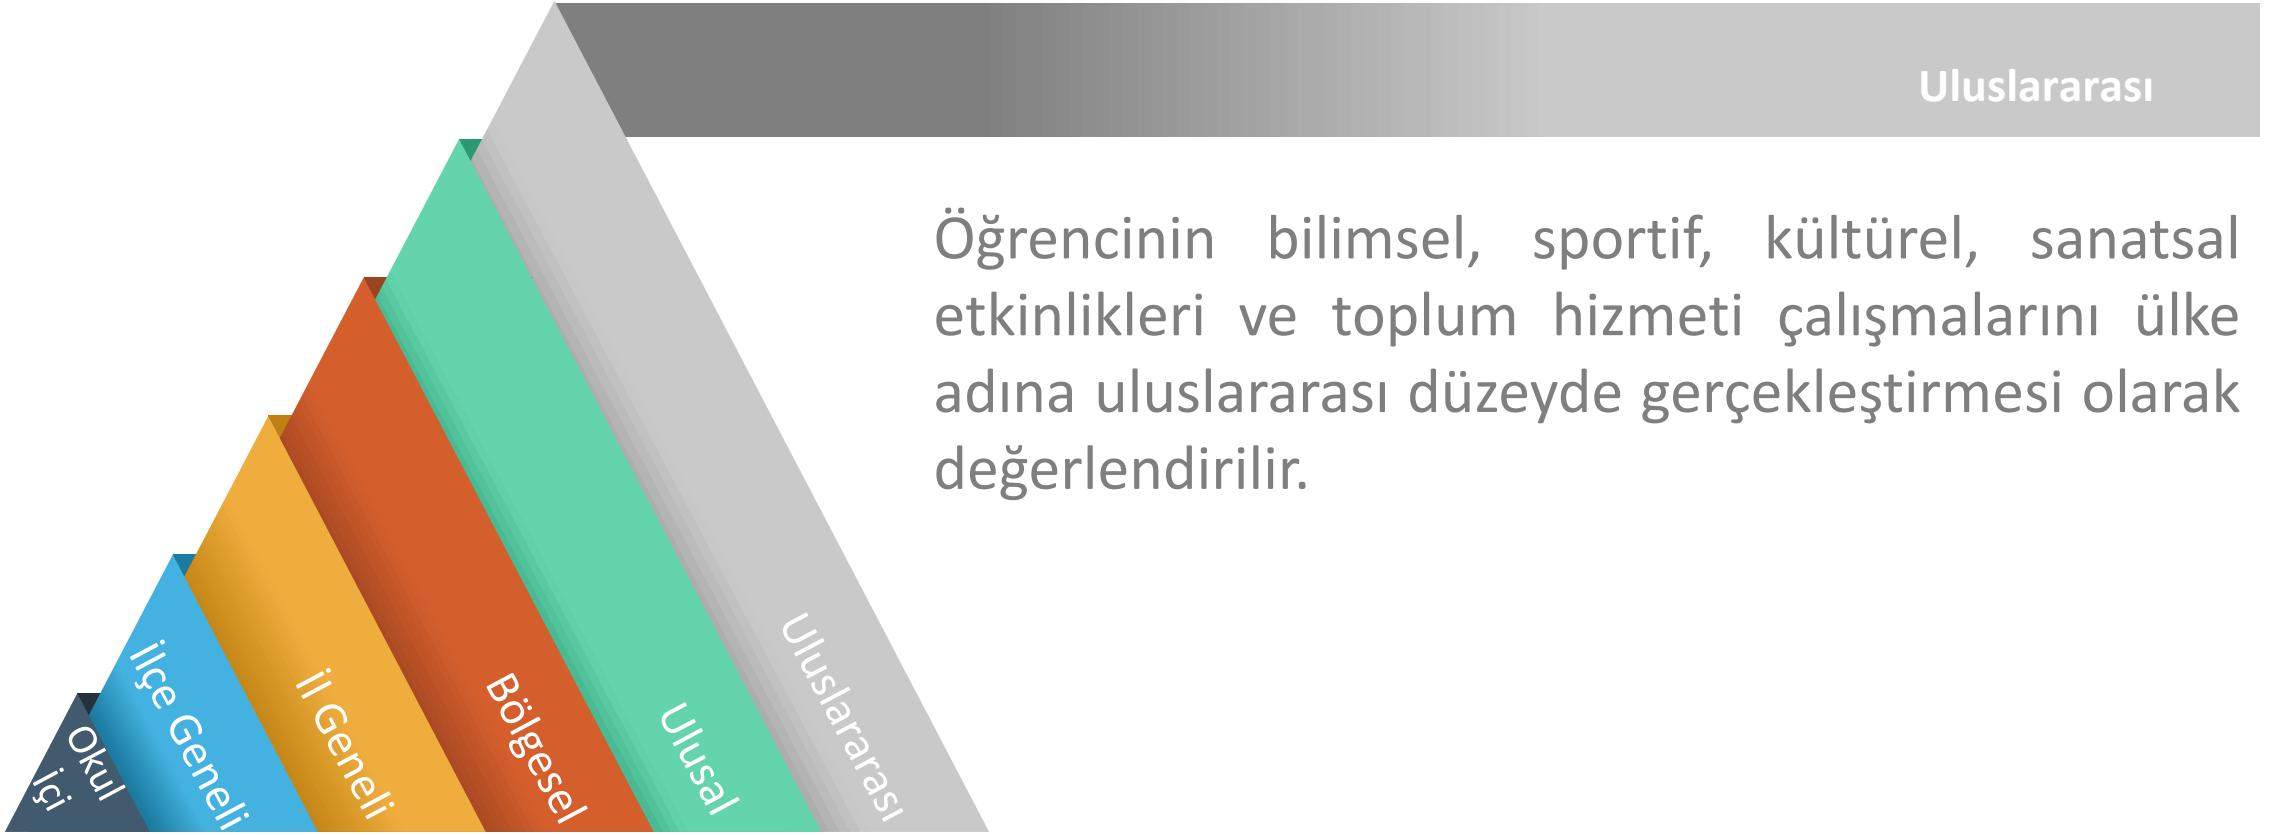 Uluslararası
Öğrencinin bilimsel, sportif, kültürel, sanatsal
etkinlikleri ve toplum hizmeti çalışmalarını ülke
adına uluslararası düzeyde gerçekleştirmesi olarak
değerlendirilir.
Okul
İçi
İlçe Geneli
İl Geneli
Bölgesel
Ulusal
Uluslararası